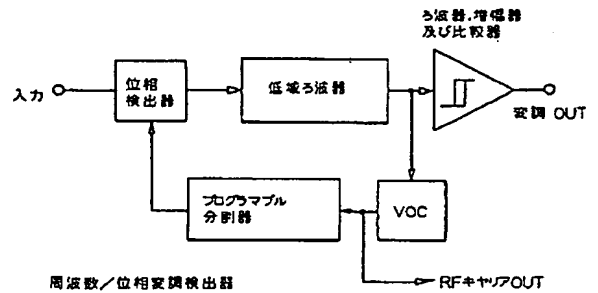 ろ波器、増幅器
及び比較器
入力
位相
検出器
低域ろ波器
変調 OUT
プログラマブル
分割器
VOC
RFキャリアOUT
周波数／位相変調検出器